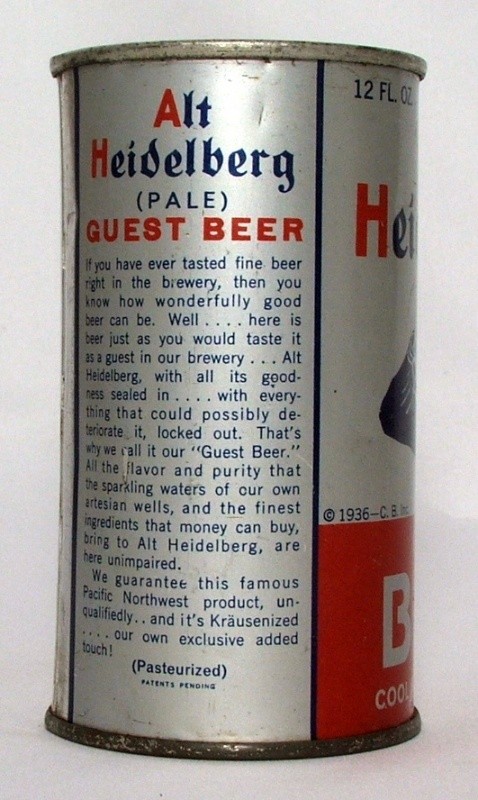 Alt
Heidelberg
(PALE)
GUEST BEER
If you have ever tasted fine beer
right in the brewery, then you
know how wonderfully good
beer can be. Well .... here is
beer just as you would taste it
as a guest in our brewery ... Alt
Heidelberg, with all its good-
ness sealed in .... with every-
thing that could possibly de-
teriorate it, locked out. That's
why we call it our "Guest Beer."
All the flavor and purity that
the sparkling waters of our own
artesian wells, and the finest
ingredients that money can buy,
bring to Alt Heidelberg, are
here unimpaired.
We guarantee this famous
Pacific Northwest product, un-
qualifiedly.. and it's Kräusenized
.... our own exclusive added
touch!
(Pasteurized)
PATENTS PENDING
12 FL. OZ.
Hei
© 1936—C. B. Inc.
B
COOL